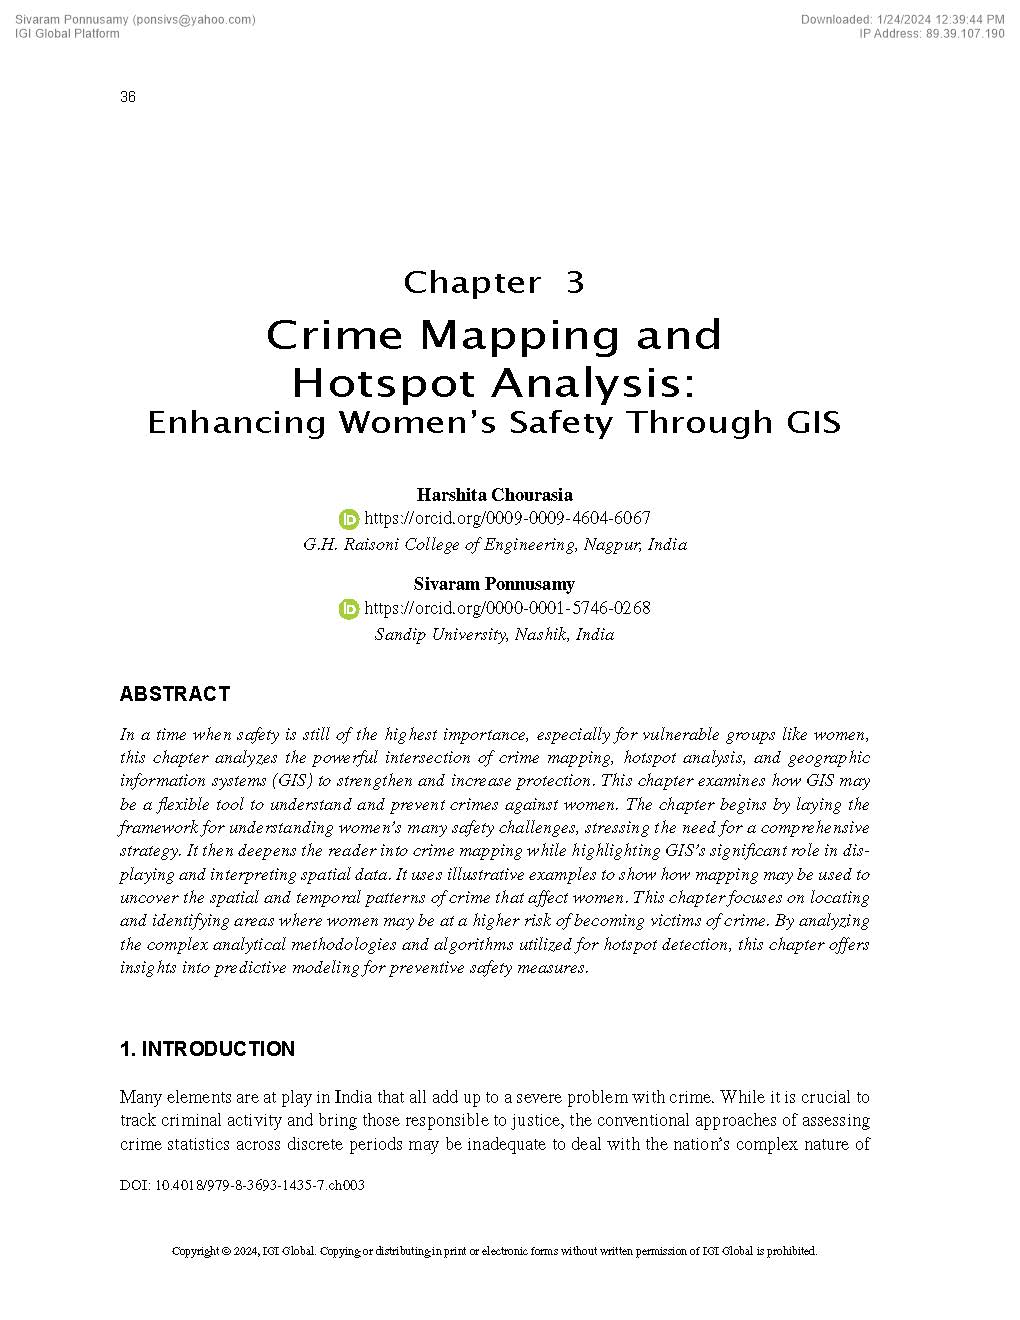 Sivaram Ponnusamy (ponsivs@yahoo.com)
IGI Global Platform
Downloaded: 1/24/2024 12:39:44 PM
IP Address: 89.39.107.190
36
Chapter 3
Crime Mapping and
Hotspot Analysis:
Enhancing Women's Safety Through GIS
Harshita Chourasia
iD https://orcid.org/0009-0009-4604-6067
G.H. Raisoni College of Engineering, Nagpur, India
Sivaram Ponnusamy
iD https://orcid.org/0000-0001-5746-0268
Sandip University, Nashik, India
ABSTRACT
In a time when safety is still of the highest importance, especially for vulnerable groups like women,
this chapter analyzes the powerful intersection of crime mapping, hotspot analysis, and geographic
information systems (GIS) to strengthen and increase protection. This chapter examines how GIS may
be a flexible tool to understand and prevent crimes against women. The chapter begins by laying the
framework for understanding women's many safety challenges, stressing the need for a comprehensive
strategy. It then deepens the reader into crime mapping while highlighting GIS's significant role in dis-
playing and interpreting spatial data. It uses illustrative examples to show how mapping may be used to
uncover the spatial and temporal patterns of crime that affect women. This chapter focuses on locating
and identifying areas where women may be at a higher risk of becoming victims of crime. By analyzing
the complex analytical methodologies and algorithms utilized for hotspot detection, this chapter offers
insights into predictive modeling for preventive safety measures.
1. INTRODUCTION
Many elements are at play in India that all add up to a severe problem with crime. While it is crucial to
track criminal activity and bring those responsible to justice, the conventional approaches of assessing
crime statistics across discrete periods may be inadequate to deal with the nation's complex nature of
DOI: 10.4018/979-8-3693-1435-7.ch003
Copyright © 2024, IGI Global. Copying or distributing in print or electronic forms without written permission of IGI Global is prohibited.